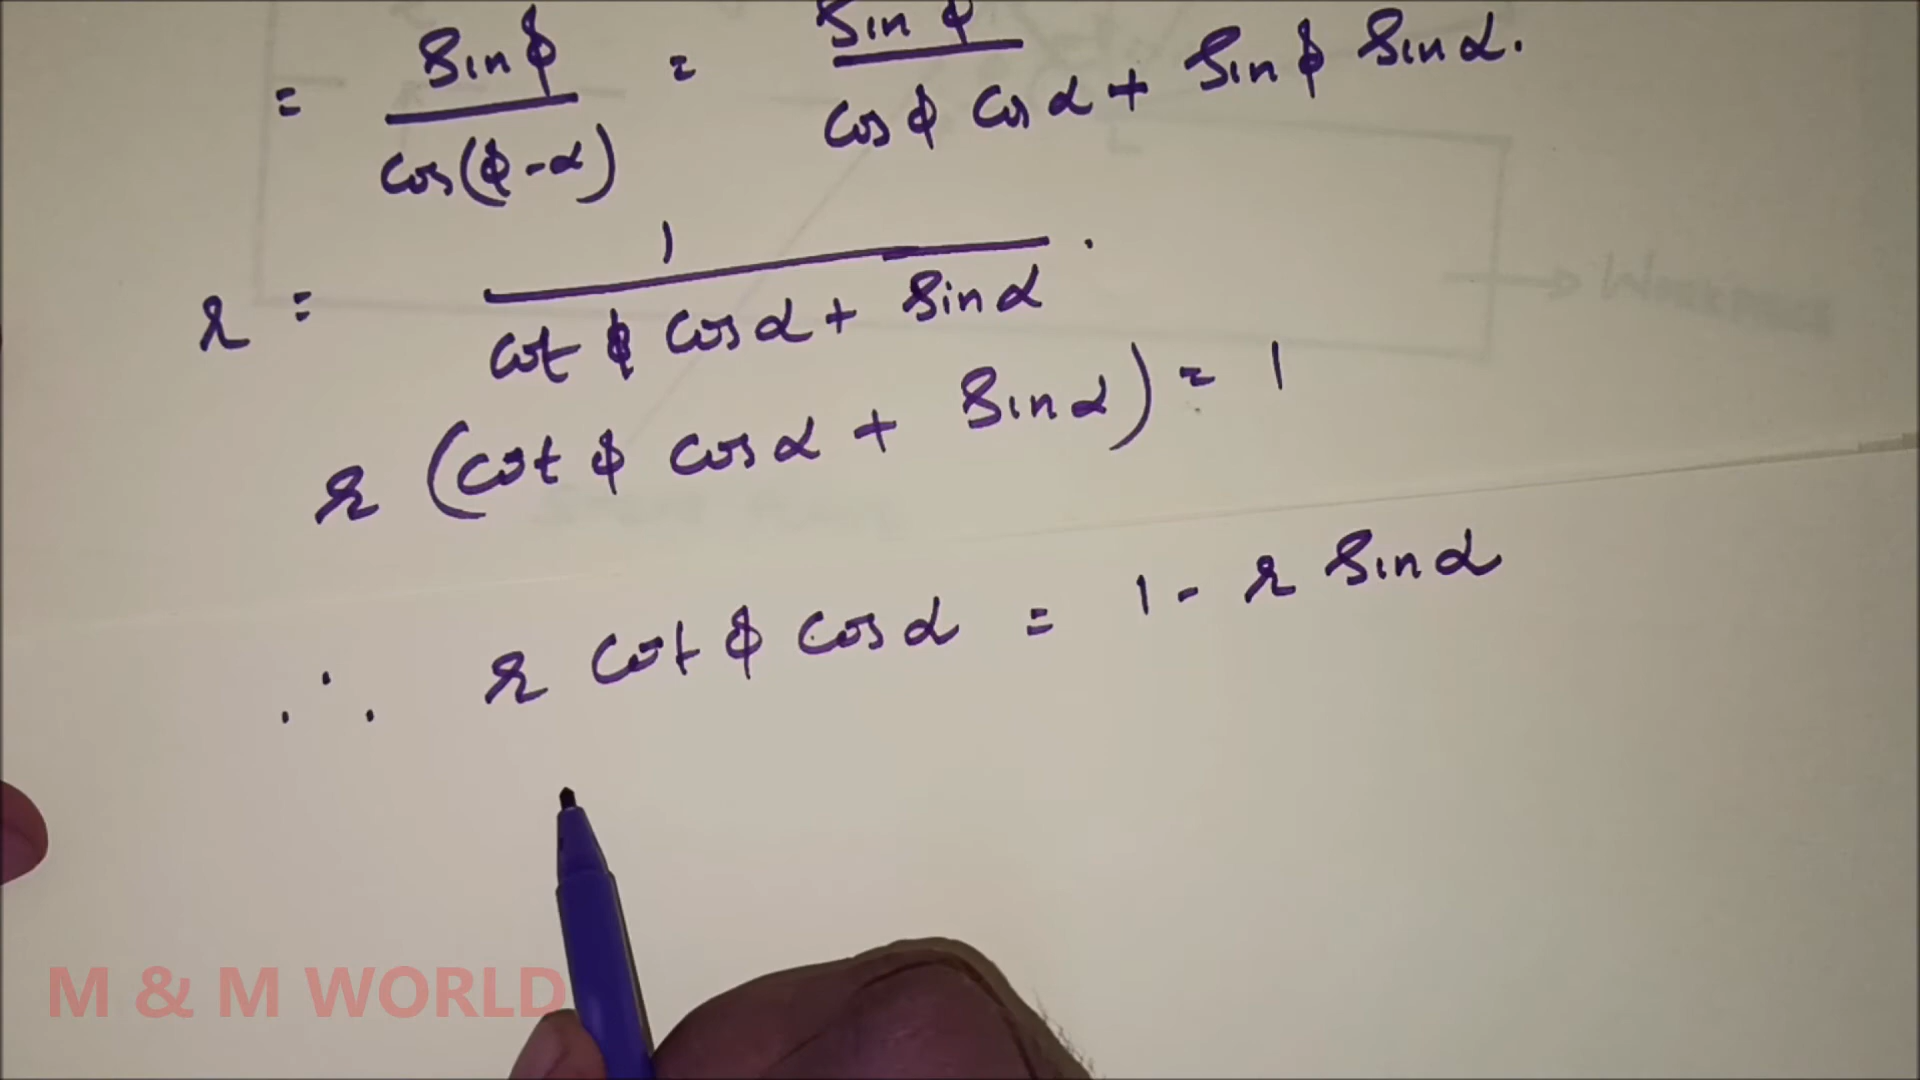 = sinϕ / cos(ϕ-α) = sin ϕ / cos ϕ cos α + sin ϕ sin α.
r = 1 / cot ϕ cos α + sin α .
r (cot ϕ cos α + sin α) = 1
∴ r cot ϕ cos α = 1 - r sin α
M & M WORLD